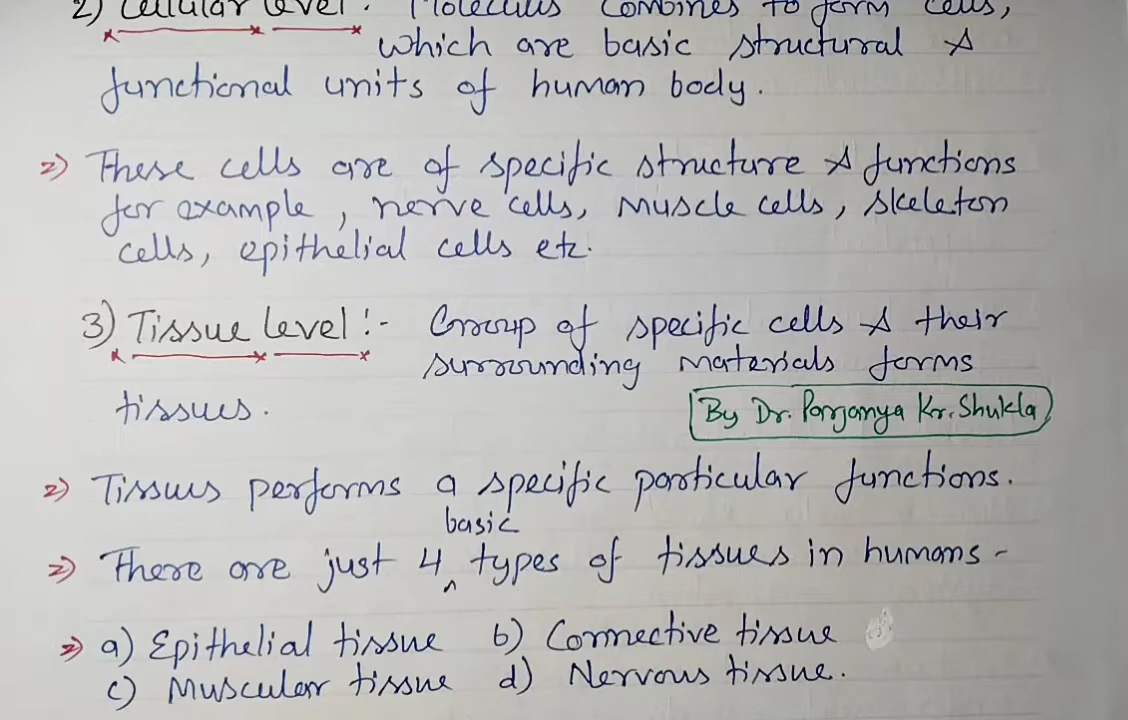 2) Cellular level : Molecules combines to form cells,
which are basic structural &
functional units of human body.
=) These cells are of specific structure & functions
for example, nerve cells, Muscle cells, skeleton
cells, epithelial cells etc.
3) Tissue level :- Group of specific cells & their
surrounding materials forms
tissues.
By Dr. Parjanya Kr. Shukla
=) Tissues performs a specific particular functions.
basic
=) There are just 4 ^ types of tissues in humans -
=) a) Epithelial tissue b) Connective tissue
c) Muscular tissue d) Nervous tissue.